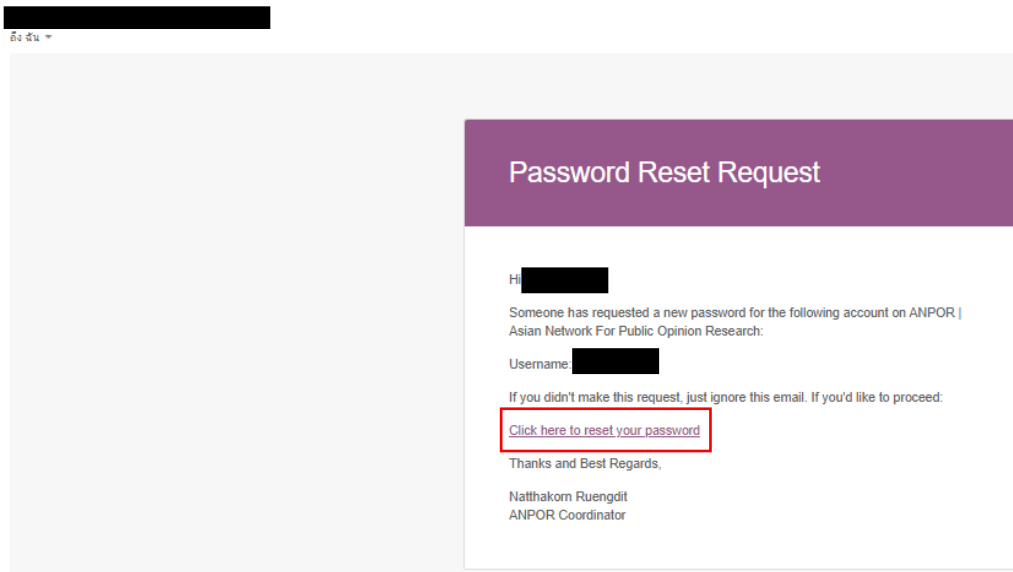 ถึง ฉัน
Password Reset Request
Hi
Someone has requested a new password for the following account on ANPOR |
Asian Network For Public Opinion Research:
Username:
If you didn't make this request, just ignore this email. If you'd like to proceed:
Click here to reset your password
Thanks and Best Regards,
Natthakorn Ruengdit
ANPOR Coordinator